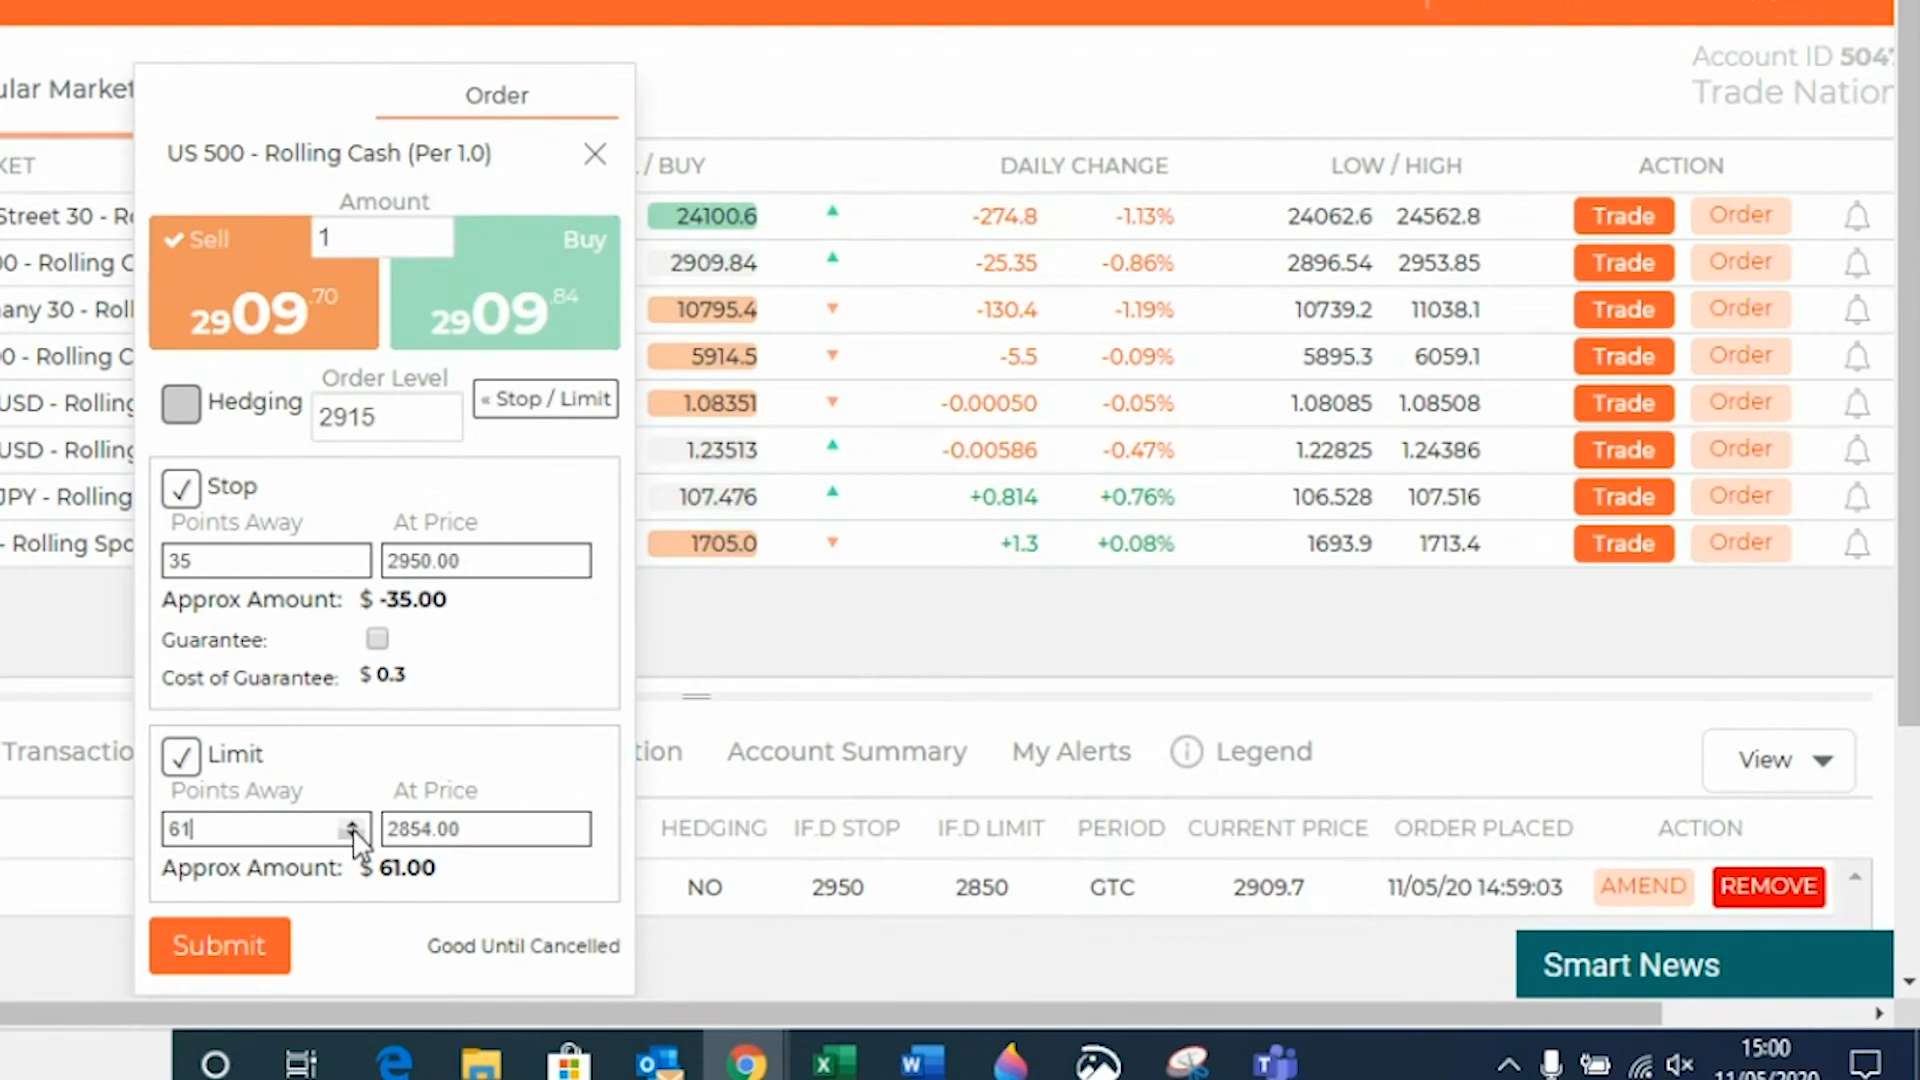 Account ID 5047
Trade Nation
ular Market
Order
US 500 - Rolling Cash (Per 1.0)
Amount
Sell
1
Buy
2909.70
2909.84
Hedging
Order Level
2915
« Stop / Limit
Stop
Points Away
At Price
35
2950.00
Approx Amount: $ -35.00
Guarantee:
Cost of Guarantee: $ 0.3
Limit
Points Away
At Price
61
2854.00
Approx Amount: $ 61.00
Submit
Good Until Cancelled
KET / BUY DAILY CHANGE LOW / HIGH ACTION
Street 30 - Ro 24100.6 -274.8 -1.13% 24062.6 24562.8 Trade Order
00 - Rolling C 2909.84 -25.35 -0.86% 2896.54 2953.85 Trade Order
any 30 - Roll 10795.4 -130.4 -1.19% 10739.2 11038.1 Trade Order
0 - Rolling C 5914.5 -5.5 -0.09% 5895.3 6059.1 Trade Order
USD - Rolling 1.08351 -0.00050 -0.05% 1.08085 1.08508 Trade Order
USD - Rolling 1.23513 -0.00586 -0.47% 1.22825 1.24386 Trade Order
JPY - Rolling 107.476 +0.814 +0.76% 106.528 107.516 Trade Order
- Rolling Spo 1705.0 +1.3 +0.08% 1693.9 1713.4 Trade Order
Transactio tion Account Summary My Alerts i Legend View
HEDGING IF.D STOP IF.D LIMIT PERIOD CURRENT PRICE ORDER PLACED ACTION
NO 2950 2850 GTC 2909.7 11/05/20 14:59:03 AMEND REMOVE
Smart News
15:00
11/05/2020